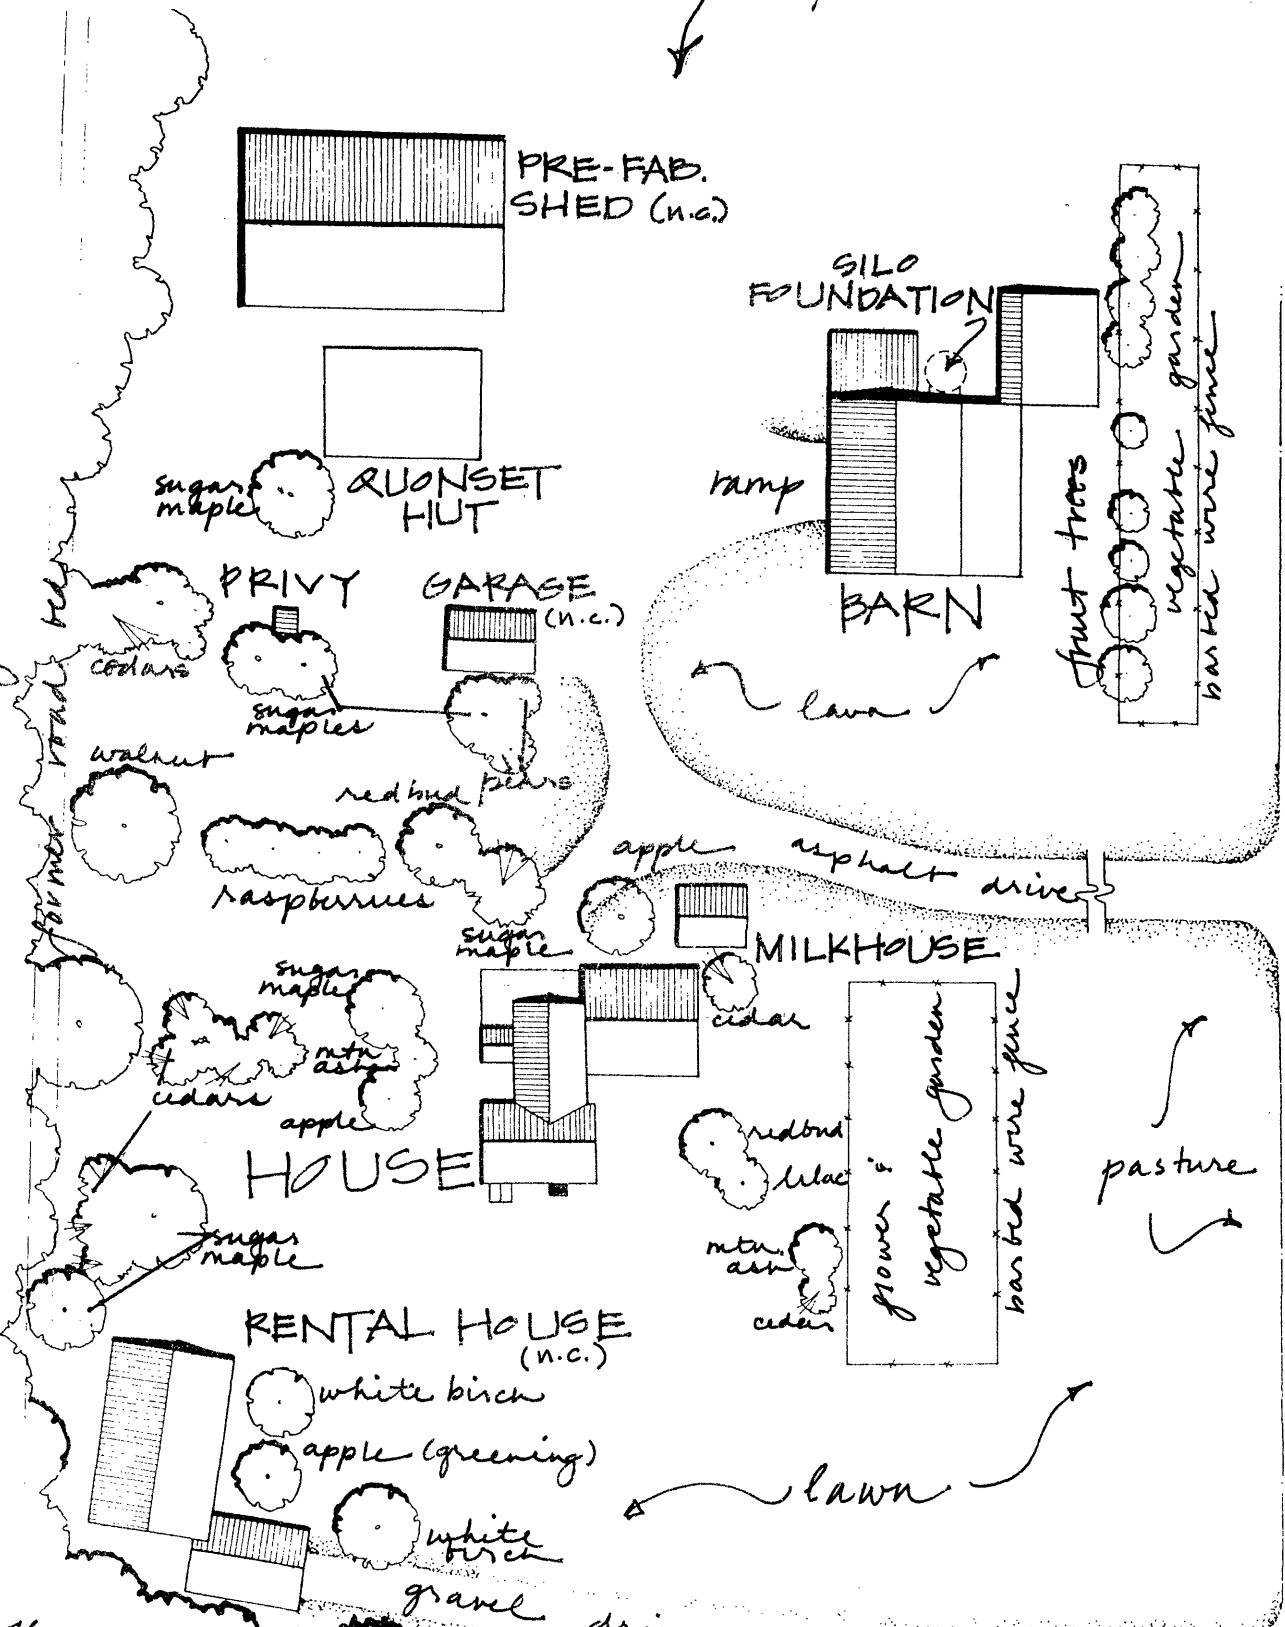 PRE-FAB.
SHED (n.c.)
SILO
FOUNDATION
vegetable garden
barbed wire fence
fruit trees
ramp
BARN
sugar
maple
QUONSET
HUT
PRIVY
GARAGE
(n.c.)
cedars
former road bed
sugar
maples
lawn
walnut
redbud
pears
raspberries
apple
asphalt drive
sugar
maple
MILKHOUSE
sugar
maple
cedar
mtn
ash
cedars
apple
HOUSE
redbud
lilac
flower &
vegetable garden
barbed wire fence
pasture
sugar
maple
mtn.
ash
cedar
RENTAL HOUSE
(n.c.)
white birch
apple (greening)
lawn
white
birch
gravel